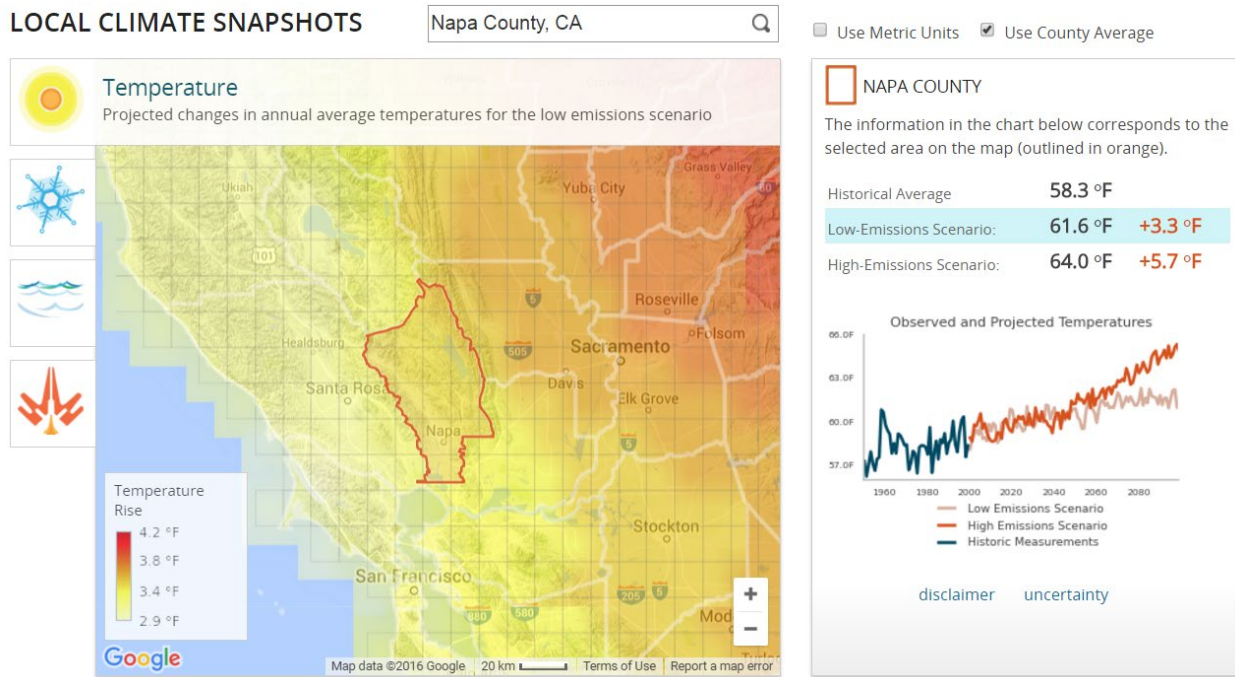 LOCAL CLIMATE SNAPSHOTS
Napa County, CA
Use Metric Units
Use County Average
Temperature
Projected changes in annual average temperatures for the low emissions scenario
Ukiah
Yuba City
Grass Valley
80
101
5
Roseville
Folsom
Healdsburg
505
Sacramento
Santa Rosa
Davis
Elk Grove
Napa
5
Stockton
San Francisco
205
5
880
580
Temperature
Rise
4.2 °F
3.8 °F
3.4 °F
2.9 °F
+
−
Google
Map data ©2016 Google
20 km
Terms of Use
Report a map error
NAPA COUNTY
The information in the chart below corresponds to the
selected area on the map (outlined in orange).
Historical Average 58.3 °F
Low-Emissions Scenario: 61.6 °F +3.3 °F
High-Emissions Scenario: 64.0 °F +5.7 °F
Observed and Projected Temperatures
66.0F
63.0F
60.0F
57.0F
1960 1980 2000 2020 2040 2060 2080
Low Emissions Scenario
High Emissions Scenario
Historic Measurements
disclaimer uncertainty